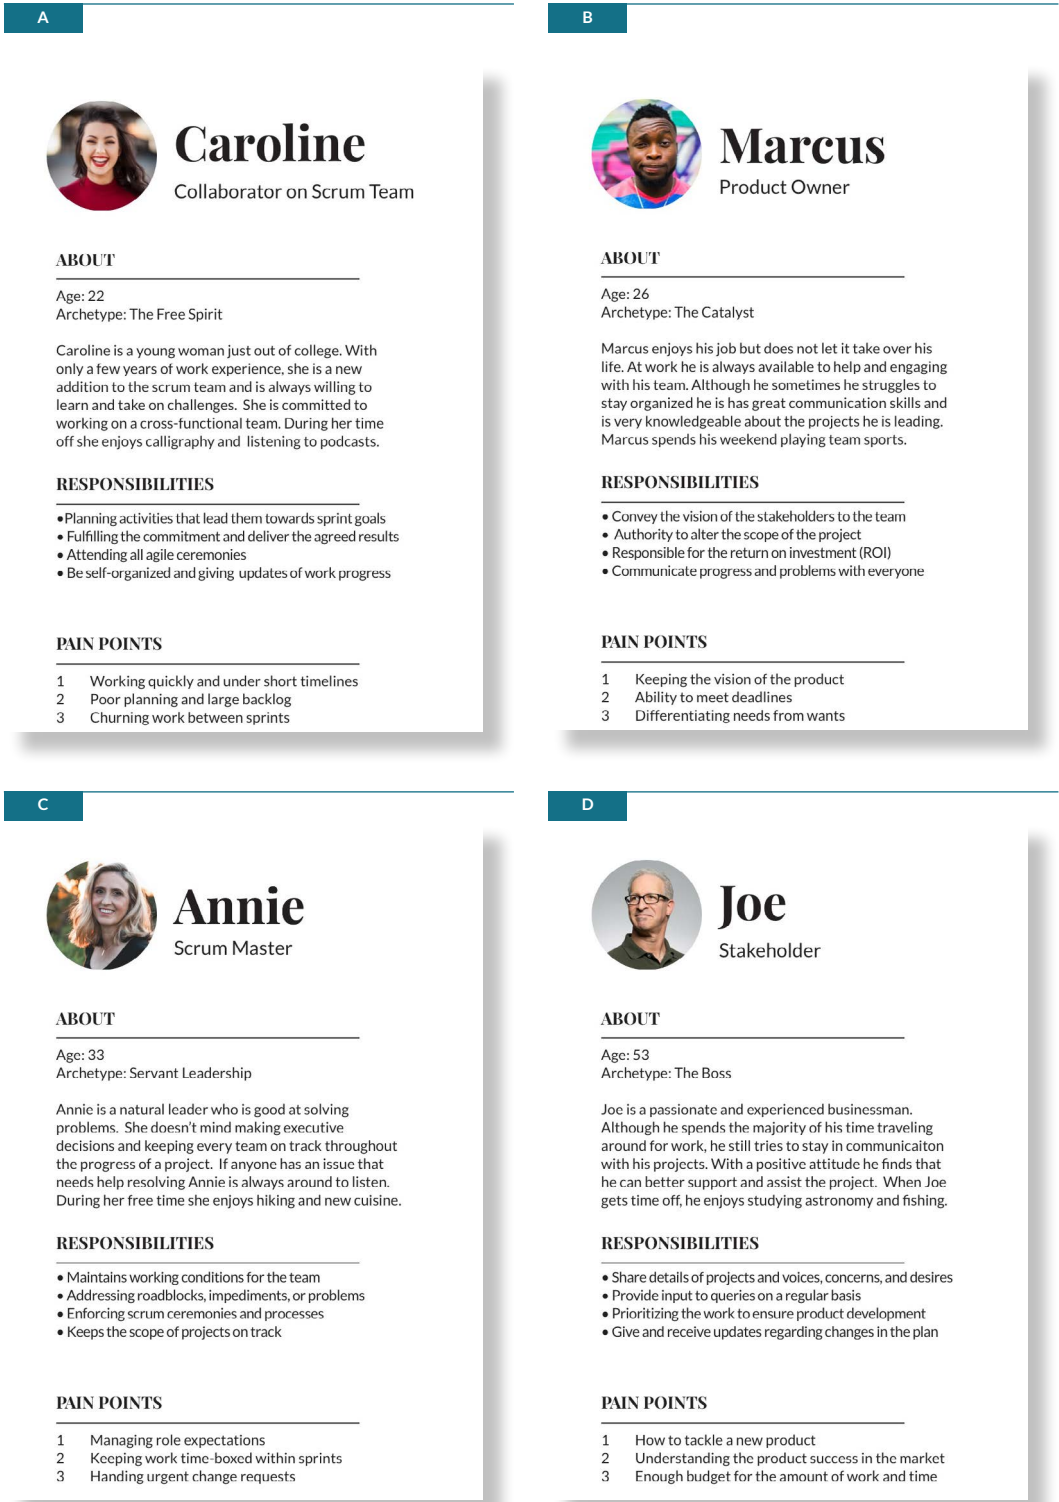 A
Caroline
Collaborator on Scrum Team
ABOUT
Age: 22
Archetype: The Free Spirit
Caroline is a young woman just out of college. With
only a few years of work experience, she is a new
addition to the scrum team and is always willing to
learn and take on challenges. She is committed to
working on a cross-functional team. During her time
off she enjoys calligraphy and listening to podcasts.
RESPONSIBILITIES
•Planning activities that lead them towards sprint goals
• Fulfilling the commitment and deliver the agreed results
• Attending all agile ceremonies
• Be self-organized and giving updates of work progress
PAIN POINTS
1 Working quickly and under short timelines
2 Poor planning and large backlog
3 Churning work between sprints
B
Marcus
Product Owner
ABOUT
Age: 26
Archetype: The Catalyst
Marcus enjoys his job but does not let it take over his
life. At work he is always available to help and engaging
with his team. Although he sometimes he struggles to
stay organized he is has great communication skills and
is very knowledgeable about the projects he is leading.
Marcus spends his weekend playing team sports.
RESPONSIBILITIES
• Convey the vision of the stakeholders to the team
• Authority to alter the scope of the project
• Responsible for the return on investment (ROI)
• Communicate progress and problems with everyone
PAIN POINTS
1 Keeping the vision of the product
2 Ability to meet deadlines
3 Differentiating needs from wants
C
Annie
Scrum Master
ABOUT
Age: 33
Archetype: Servant Leadership
Annie is a natural leader who is good at solving
problems. She doesn't mind making executive
decisions and keeping every team on track throughout
the progress of a project. If anyone has an issue that
needs help resolving Annie is always around to listen.
During her free time she enjoys hiking and new cuisine.
RESPONSIBILITIES
• Maintains working conditions for the team
• Addressing roadblocks, impediments, or problems
• Enforcing scrum ceremonies and processes
• Keeps the scope of projects on track
PAIN POINTS
1 Managing role expectations
2 Keeping work time-boxed within sprints
3 Handing urgent change requests
D
Joe
Stakeholder
ABOUT
Age: 53
Archetype: The Boss
Joe is a passionate and experienced businessman.
Although he spends the majority of his time traveling
around for work, he still tries to stay in communicaiton
with his projects. With a positive attitude he finds that
he can better support and assist the project. When Joe
gets time off, he enjoys studying astronomy and fishing.
RESPONSIBILITIES
• Share details of projects and voices, concerns, and desires
• Provide input to queries on a regular basis
• Prioritizing the work to ensure product development
• Give and receive updates regarding changes in the plan
PAIN POINTS
1 How to tackle a new product
2 Understanding the product success in the market
3 Enough budget for the amount of work and time